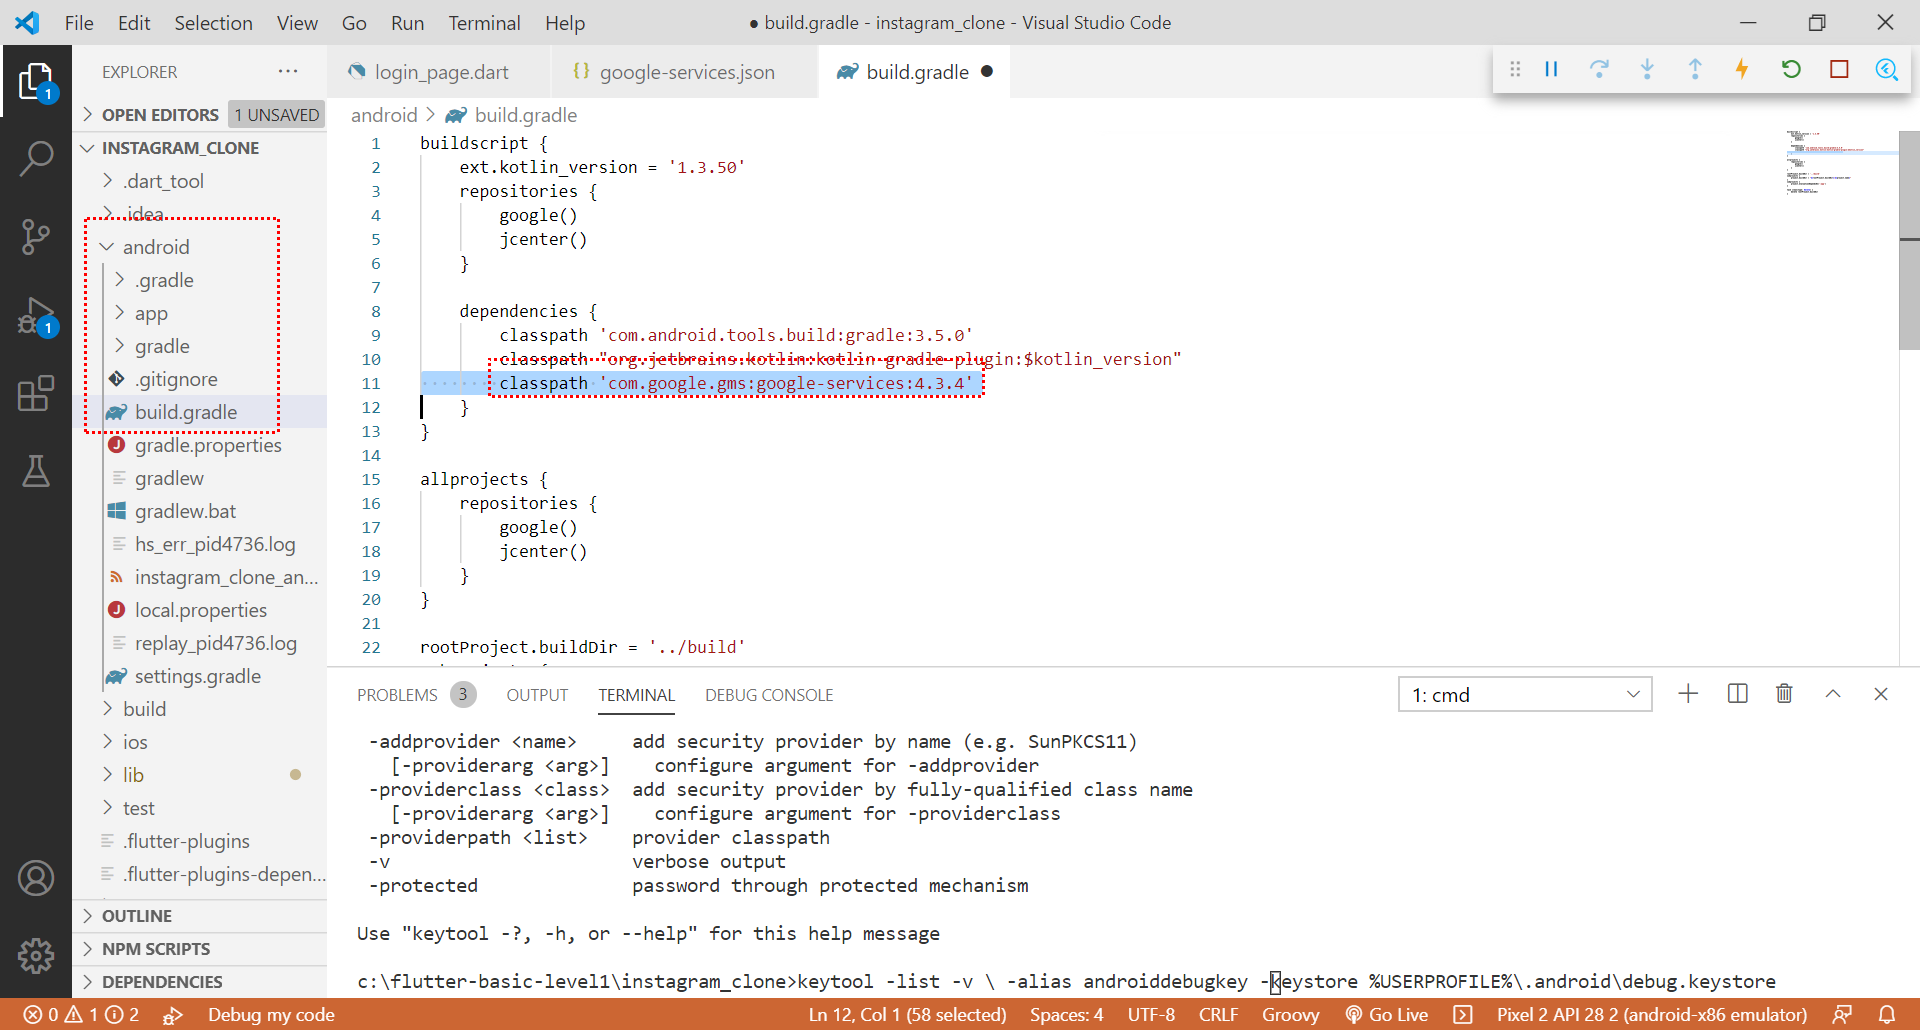 File Edit Selection View Go Run Terminal Help
● build.gradle - instagram_clone - Visual Studio Code
EXPLORER
login_page.dart
google-services.json
build.gradle
OPEN EDITORS 1 UNSAVED
INSTAGRAM_CLONE
.dart_tool
.idea
android
.gradle
app
gradle
.gitignore
build.gradle
gradle.properties
gradlew
gradlew.bat
hs_err_pid4736.log
instagram_clone_an...
local.properties
replay_pid4736.log
settings.gradle
build
ios
lib
test
.flutter-plugins
.flutter-plugins-depen...
OUTLINE
NPM SCRIPTS
DEPENDENCIES
1
1
android > build.gradle
1 buildscript {
2 ext.kotlin_version = '1.3.50'
3 repositories {
4 google()
5 jcenter()
6 }
7
8 dependencies {
9 classpath 'com.android.tools.build:gradle:3.5.0'
10 classpath "org.jetbrains.kotlin:kotlin-gradle-plugin:$kotlin_version"
11 classpath 'com.google.gms:google-services:4.3.4'
12 }
13 }
14
15 allprojects {
16 repositories {
17 google()
18 jcenter()
19 }
20 }
21
22 rootProject.buildDir = '../build'
PROBLEMS 3 OUTPUT TERMINAL DEBUG CONSOLE
1: cmd
-addprovider <name> add security provider by name (e.g. SunPKCS11)
[-providerarg <arg>] configure argument for -addprovider
-providerclass <class> add security provider by fully-qualified class name
[-providerarg <arg>] configure argument for -providerclass
-providerpath <list> provider classpath
-v verbose output
-protected password through protected mechanism
Use "keytool -?, -h, or --help" for this help message
c:\flutter-basic-level1\instagram_clone>keytool -list -v \ -alias androiddebugkey -keystore %USERPROFILE%\.android\debug.keystore
0 1 2 Debug my code Ln 12, Col 1 (58 selected) Spaces: 4 UTF-8 CRLF Groovy Go Live Pixel 2 API 28 2 (android-x86 emulator)